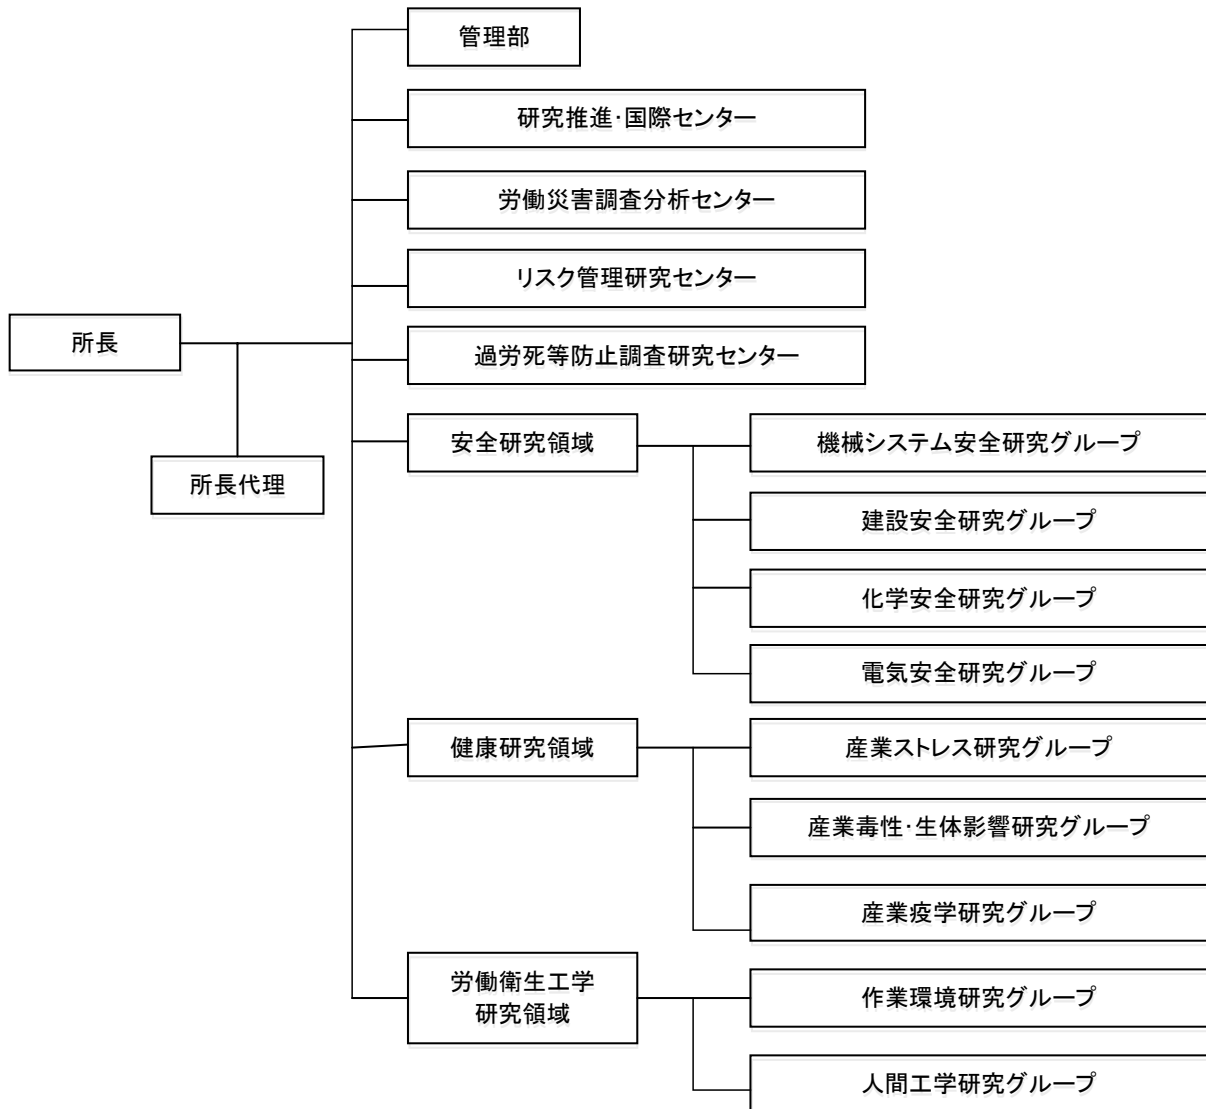 管理部
研究推進・国際センター
労働災害調査分析センター
リスク管理研究センター
所長
過労死等防止調査研究センター
安全研究領域
機械システム安全研究グループ
所長代理
建設安全研究グループ
化学安全研究グループ
電気安全研究グループ
健康研究領域
産業ストレス研究グループ
産業毒性・生体影響研究グループ
産業疫学研究グループ
労働衛生工学
研究領域
作業環境研究グループ
人間工学研究グループ